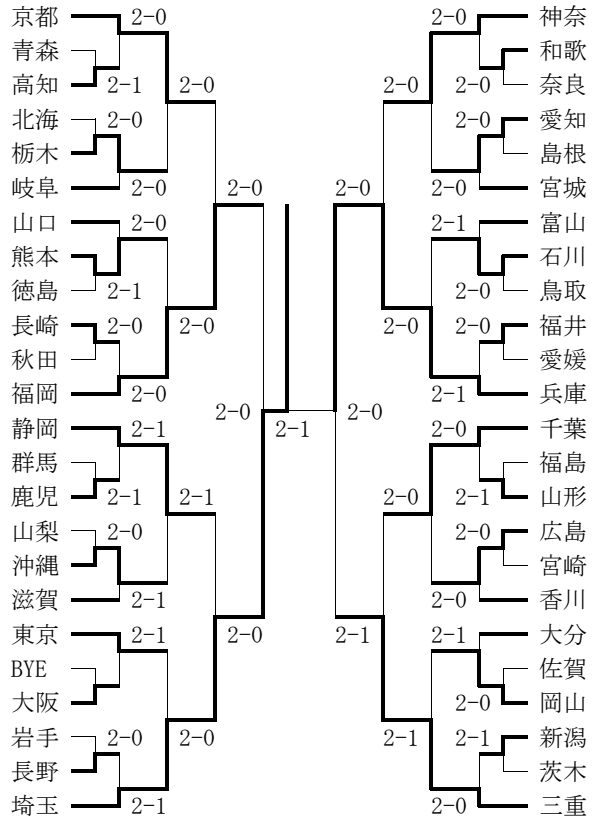 京都 2-0 2-0 神奈
青森 和歌
高知 2-1 2-0 2-0 2-0 奈良
北海 2-0 2-0 愛知
栃木 島根
岐阜 2-0 2-0 2-0 2-0 宮城
山口 2-0 2-1 富山
熊本 石川
徳島 2-1 2-0 鳥取
長崎 2-0 2-0 2-0 2-0 福井
秋田 愛媛
福岡 2-0 2-1 兵庫
静岡 2-1 2-0 2-1 2-0 2-0 千葉
群馬 福島
鹿児 2-1 2-1 2-0 2-1 山形
山梨 2-0 2-0 広島
沖縄 宮崎
滋賀 2-1 2-0 香川
東京 2-1 2-0 2-1 2-1 大分
BYE 佐賀
大阪 2-0 岡山
岩手 2-0 2-0 2-1 2-1 新潟
長野 茨木
埼玉 2-1 2-0 三重